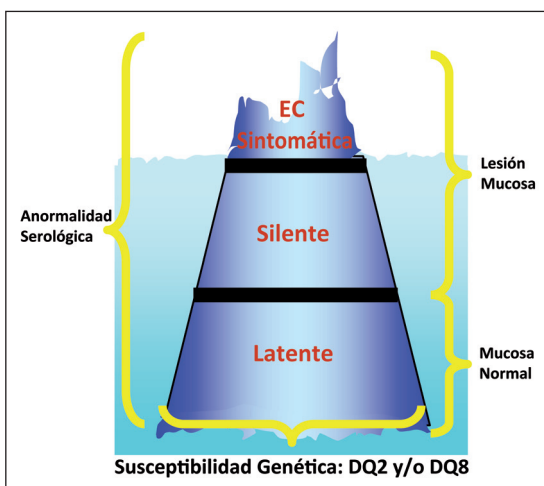 EC
Sintomática
Lesión
Mucosa
Anormalidad
Serológica
Silente
Latente
Mucosa
Normal
Susceptibilidad Genética: DQ2 y/o DQ8